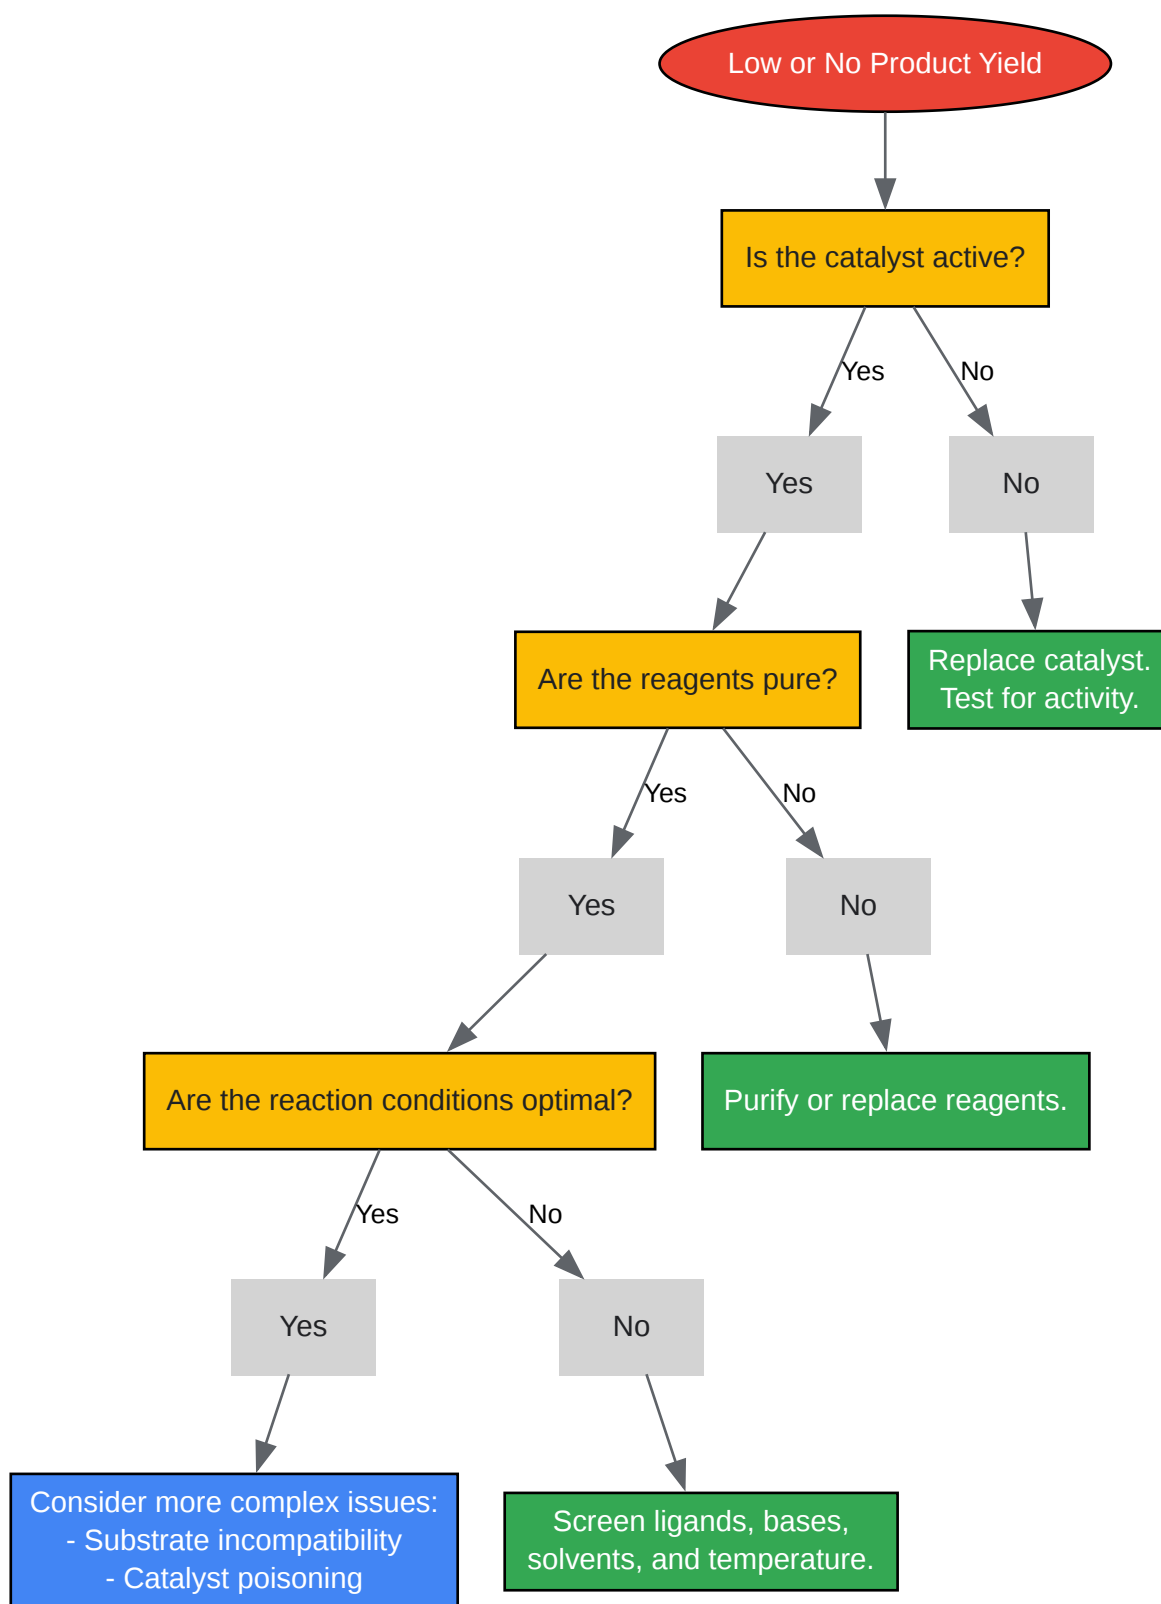 Low or No Product Yield
Is the catalyst active?
Yes
No
Yes
No
Are the reagents pure?
Replace catalyst.
Test for activity.
Yes
No
Yes
No
Are the reaction conditions optimal?
Purify or replace reagents.
Yes
No
Yes
No
Consider more complex issues:
- Substrate incompatibility
- Catalyst poisoning
Screen ligands, bases,
solvents, and temperature.